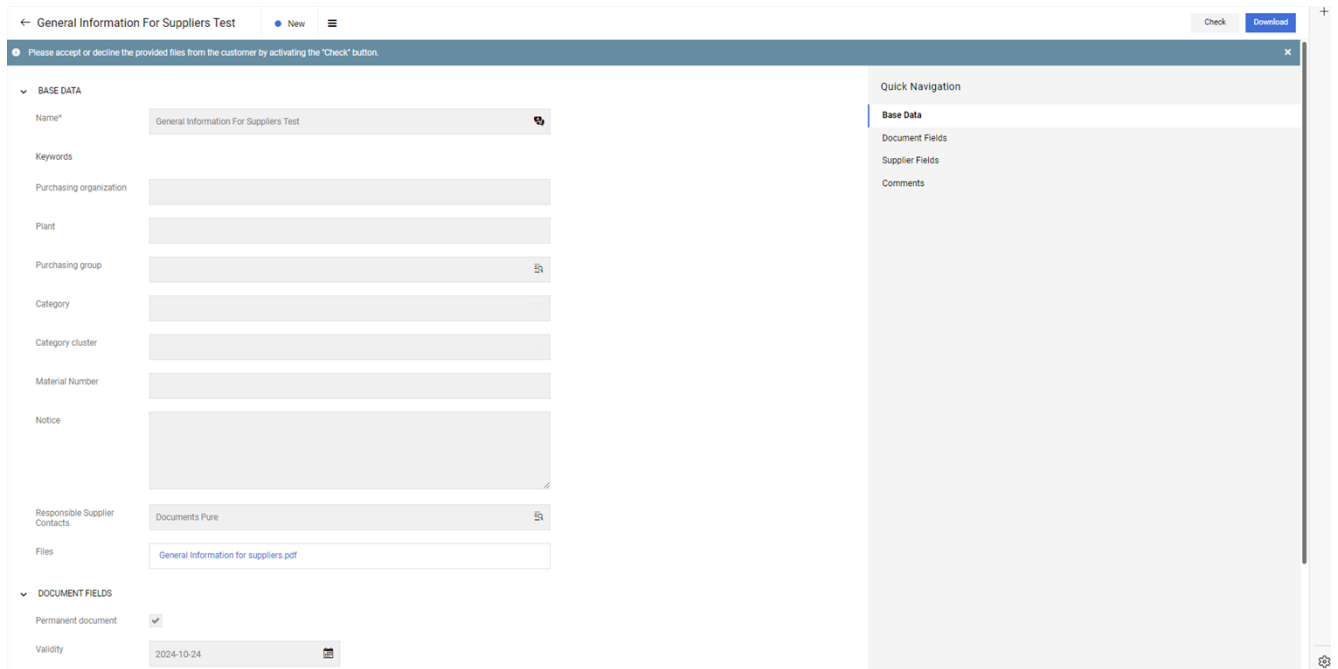 General Information For Suppliers Test
New
Check
Download
Please accept or decline the provided files from the customer by activating the "Check" button.
BASE DATA
Name*
General Information For Suppliers Test
Keywords
Purchasing organization
Plant
Purchasing group
Category
Category cluster
Material Number
Notice
Responsible Supplier
Contacts
Documents Pure
Files
General Information for suppliers.pdf
DOCUMENT FIELDS
Permanent document
Validity
2024-10-24
Quick Navigation
Base Data
Document Fields
Supplier Fields
Comments